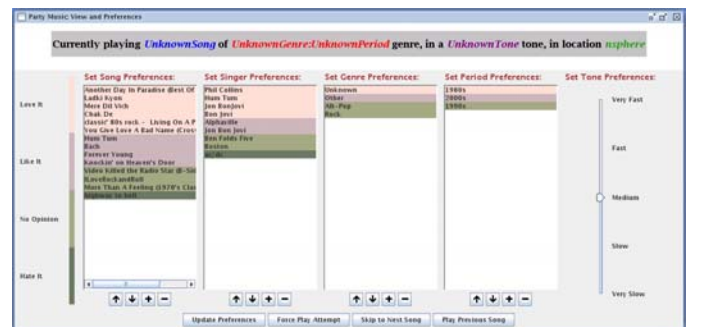 Party Music: View and Preferences
Currently playing UnknownSong of UnknownGenre:UnknownPeriod genre, in a UnknownTone tone, in location nsphere
Set Song Preferences:
Set Singer Preferences:
Set Genre Preferences:
Set Period Preferences:
Set Tone Preferences:
Love It
Like It
No Opinion
Hate It
Another Day In Paradise (Best Of
Ladki Kyon
Mere Dil Vich
Chak De
classic' 80s rock - Living On A P
You Give Love A Bad Name (Cros
Hum Tum
Bach
Forever Young
Knockin' on Heaven's Door
Video Killed the Radio Star (B-Sid
ILoveRockandRoll
More Than A Feeling (1970's Clas
highway to hell
Phil Collins
Hum Tum
Jon BonJovi
Bon Jovi
Alphaville
Jon Bon Jovi
Ben Folds Five
Boston
ac/dc
Unknown
Other
Alt-Pop
Rock
1980s
2000s
1990s
Very Fast
Fast
Medium
Slow
Very Slow
Update Preferences
Force Play Attempt
Skip to Next Song
Play Previous Song